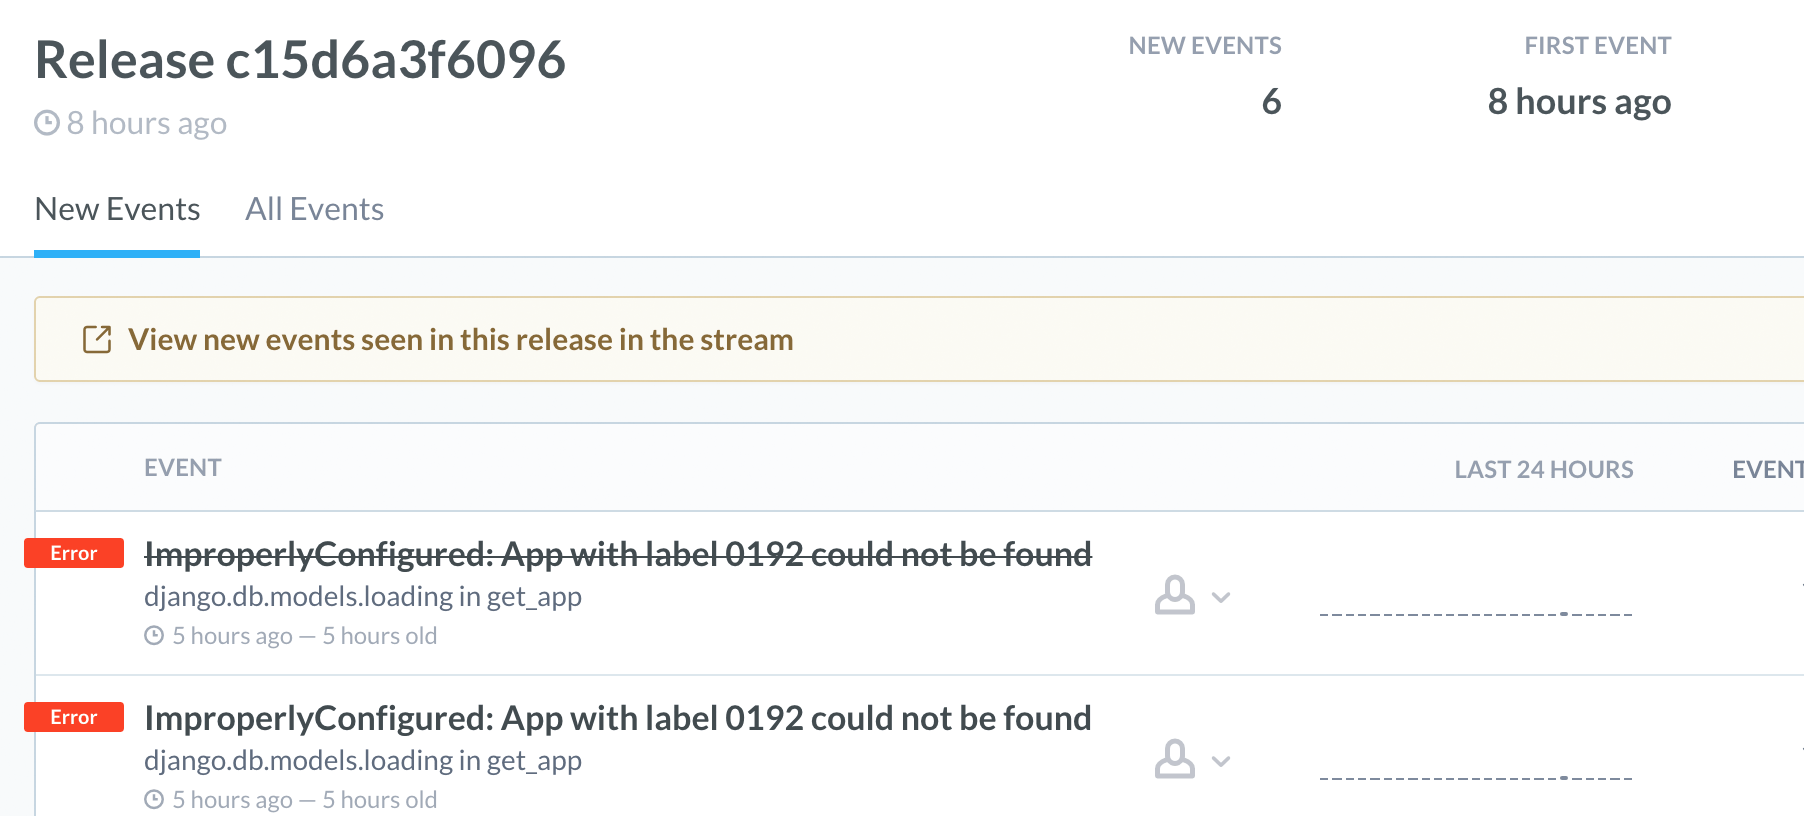 Release c15d6a3f6096
8 hours ago
NEW EVENTS
6
FIRST EVENT
8 hours ago
New Events
All Events
View new events seen in this release in the stream
EVENT
LAST 24 HOURS
EVENT
Error
ImproperlyConfigured: App with label 0192 could not be found
django.db.models.loading in get_app
5 hours ago — 5 hours old
Error
ImproperlyConfigured: App with label 0192 could not be found
django.db.models.loading in get_app
5 hours ago — 5 hours old